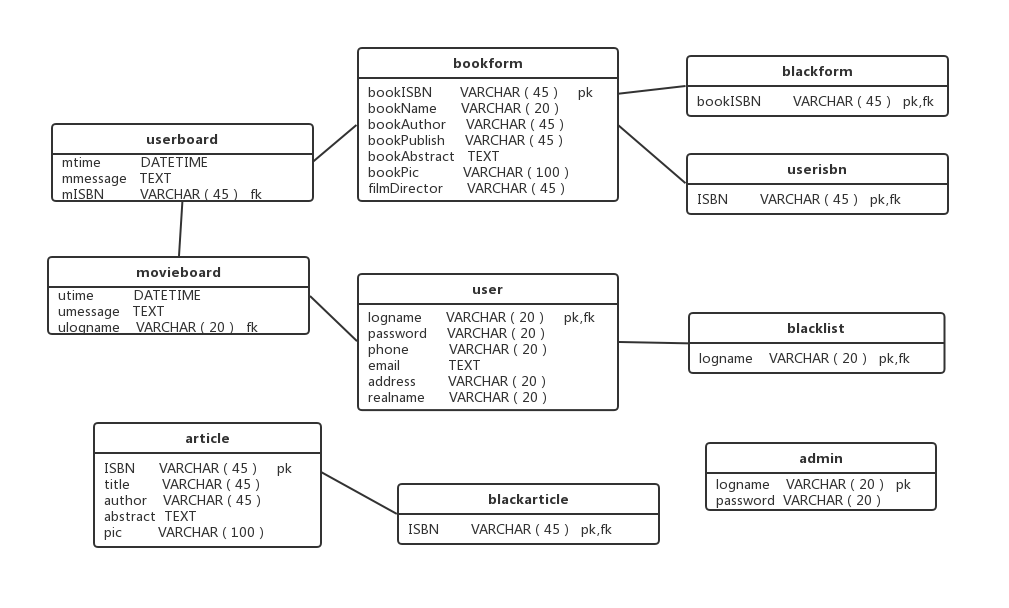 bookform
bookISBN VARCHAR ( 45 ) pk
bookName VARCHAR ( 20 )
bookAuthor VARCHAR ( 45 )
bookPublish VARCHAR ( 45 )
bookAbstract TEXT
bookPic VARCHAR ( 100 )
filmDirector VARCHAR ( 45 )
blackform
bookISBN VARCHAR ( 45 ) pk,fk
userboard
mtime DATETIME
mmessage TEXT
mISBN VARCHAR ( 45 ) fk
userisbn
ISBN VARCHAR ( 45 ) pk,fk
movieboard
utime DATETIME
umessage TEXT
ulogname VARCHAR ( 20 ) fk
user
logname VARCHAR ( 20 ) pk,fk
password VARCHAR ( 20 )
phone VARCHAR ( 20 )
email TEXT
address VARCHAR ( 20 )
realname VARCHAR ( 20 )
blacklist
logname VARCHAR ( 20 ) pk,fk
article
ISBN VARCHAR ( 45 ) pk
title VARCHAR ( 45 )
author VARCHAR ( 45 )
abstract TEXT
pic VARCHAR ( 100 )
blackarticle
ISBN VARCHAR ( 45 ) pk,fk
admin
logname VARCHAR ( 20 ) pk
password VARCHAR ( 20 )